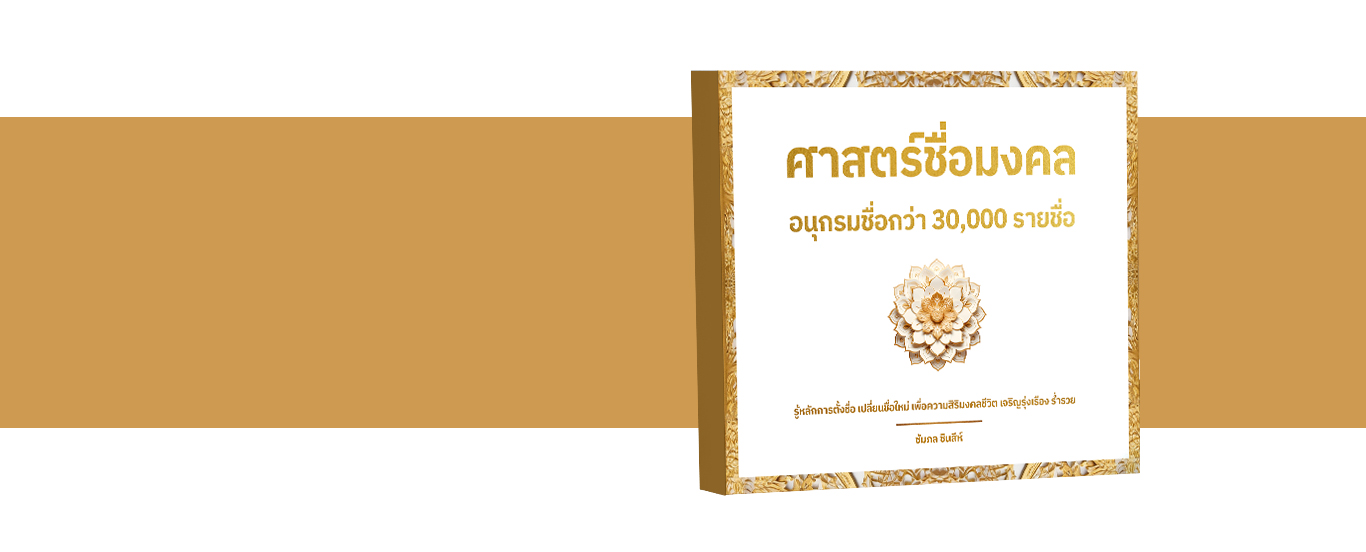 ศาสตร์ชื่อมงคล
อนุกรมชื่อกว่า 30,000 รายชื่อ
รู้หลักการตั้งชื่อ เปลี่ยนชื่อใหม่ เพื่อความสิริมงคลชีวิต เจริญรุ่งเรือง ร่ำรวย
ชัมภล ชินสีห์